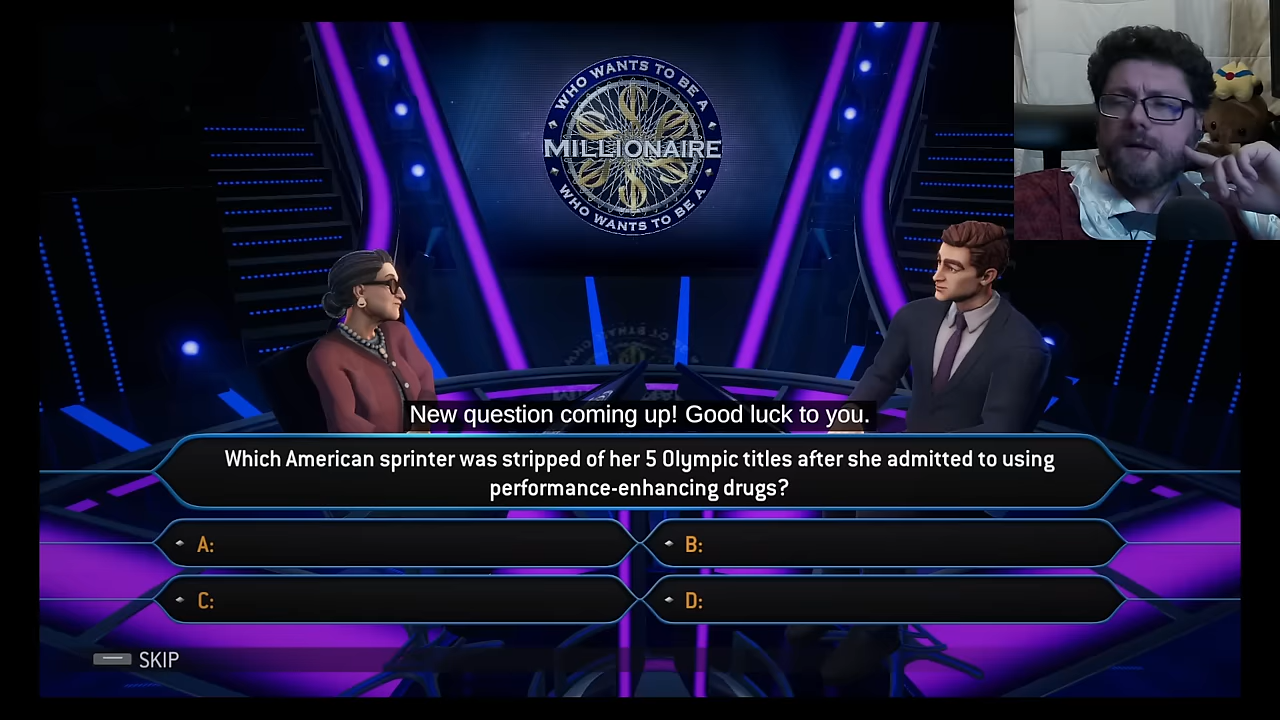 WHO WANTS TO BE A
MILLIONAIRE
WHO WANTS TO BE A
New question coming up! Good luck to you.
Which American sprinter was stripped of her 5 Olympic titles after she admitted to using
performance-enhancing drugs?
A:
B:
C:
D:
SKIP